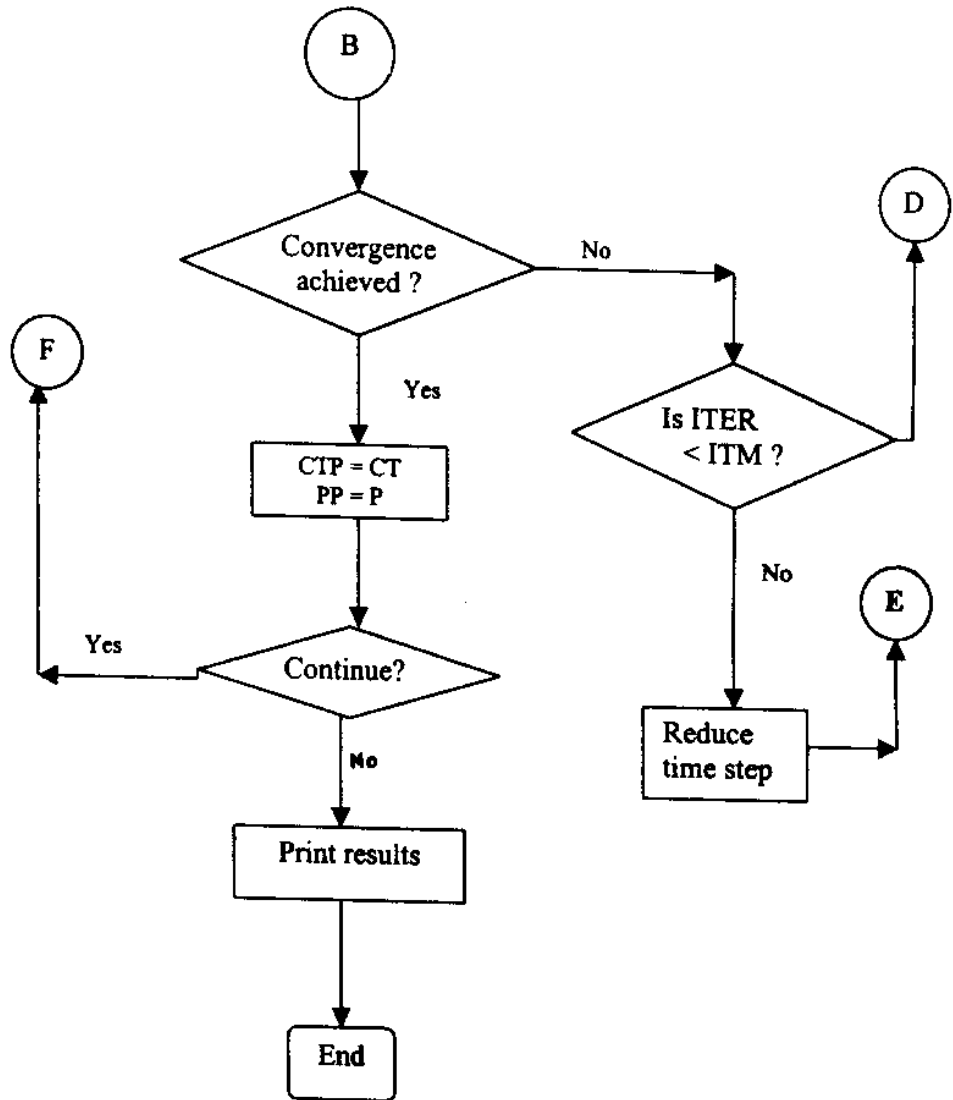 B
D
Convergence
achieved ?
No
F
Yes
Is ITER
< ITM ?
CTP = CT
PP = P
No
E
Yes
Continue?
Reduce
time step
No
Print results
End